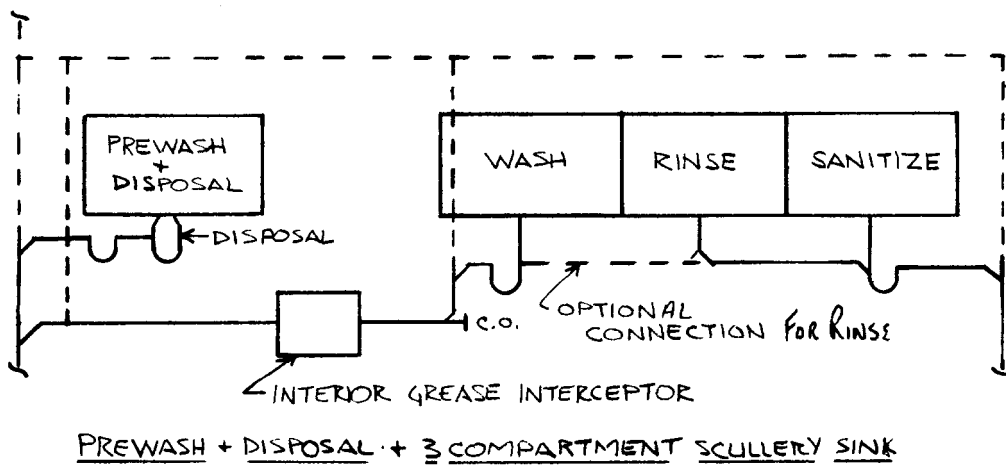 PREWASH
+
DISPOSAL
WASH
RINSE
SANITIZE
DISPOSAL
C.O.
OPTIONAL
CONNECTION FOR RINSE
INTERIOR GREASE INTERCEPTOR
PREWASH + DISPOSAL + 3 COMPARTMENT SCULLERY SINK